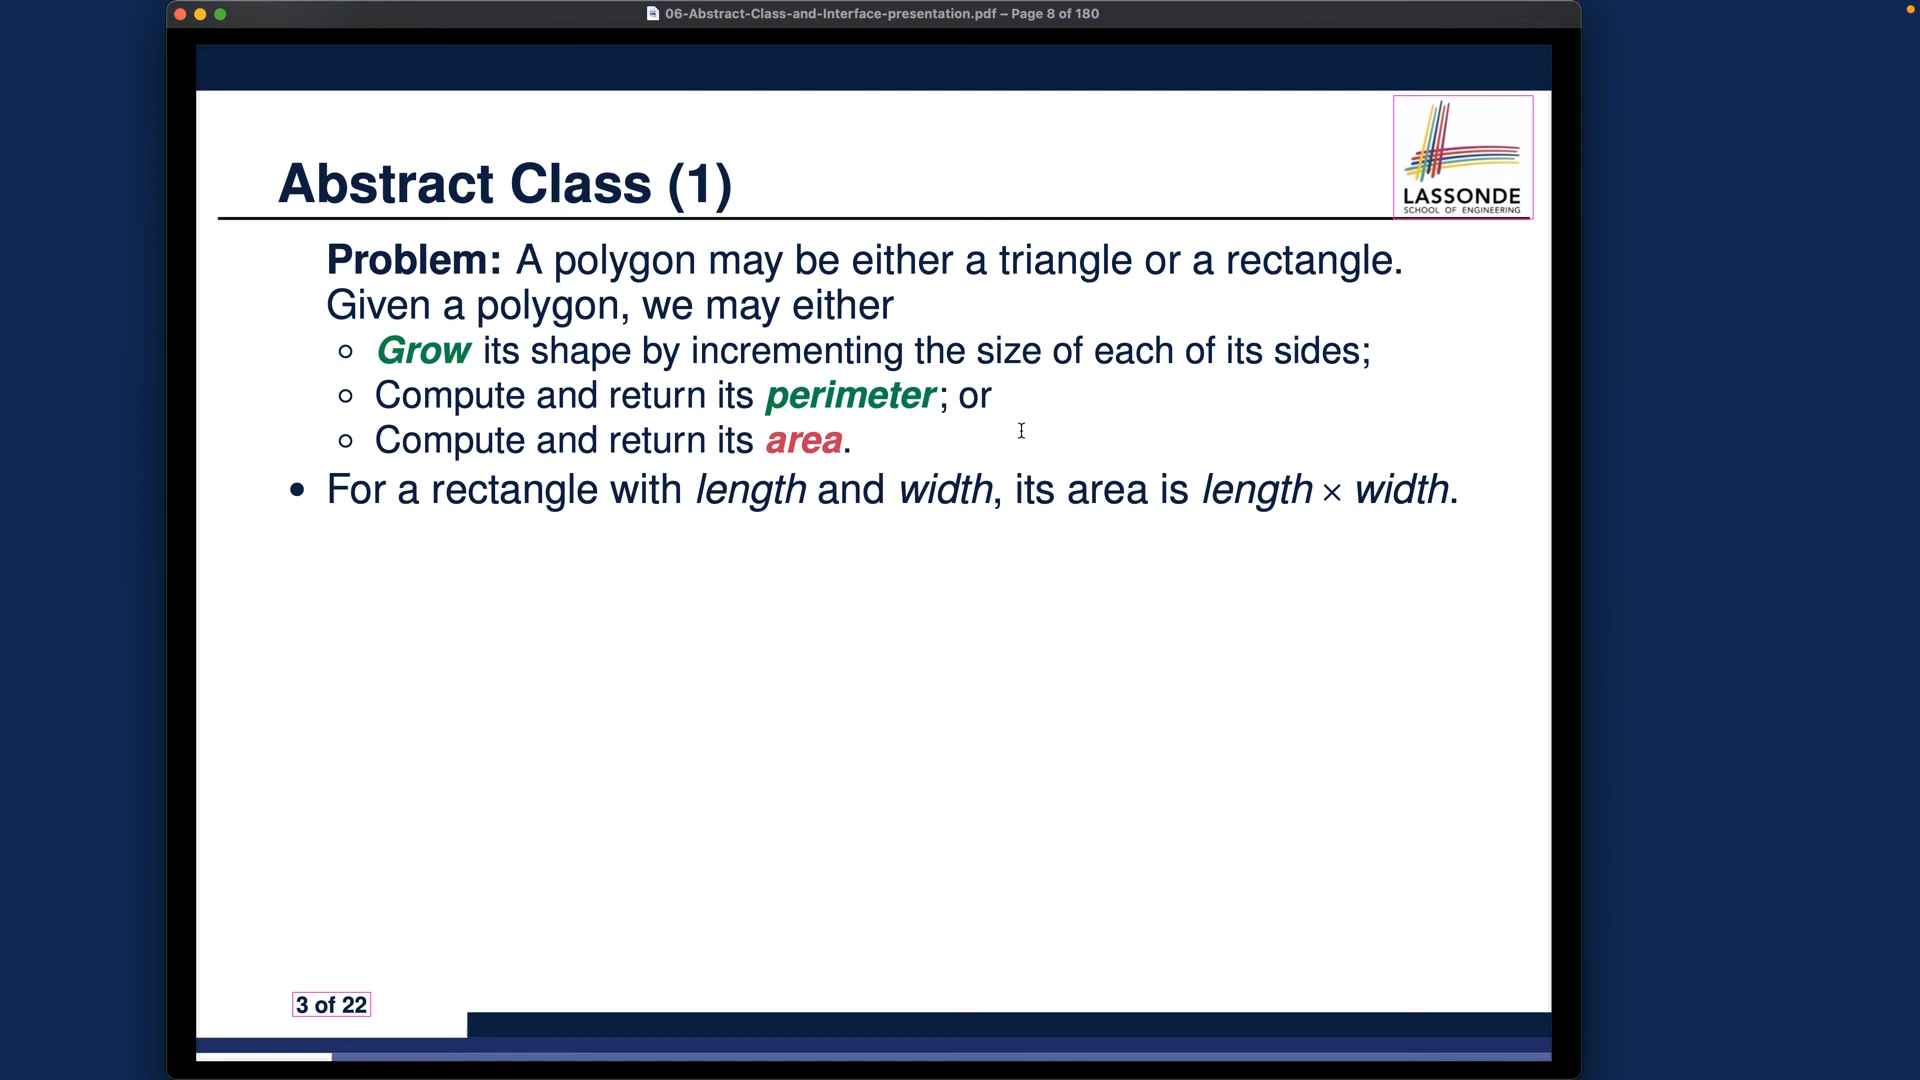 06-Abstract-Class-and-Interface-presentation.pdf – Page 8 of 180
LASSONDE
SCHOOL OF ENGINEERING
Abstract Class (1)
Problem: A polygon may be either a triangle or a rectangle.
Given a polygon, we may either
○ Grow its shape by incrementing the size of each of its sides;
○ Compute and return its perimeter; or
○ Compute and return its area.
• For a rectangle with length and width, its area is length × width.
3 of 22